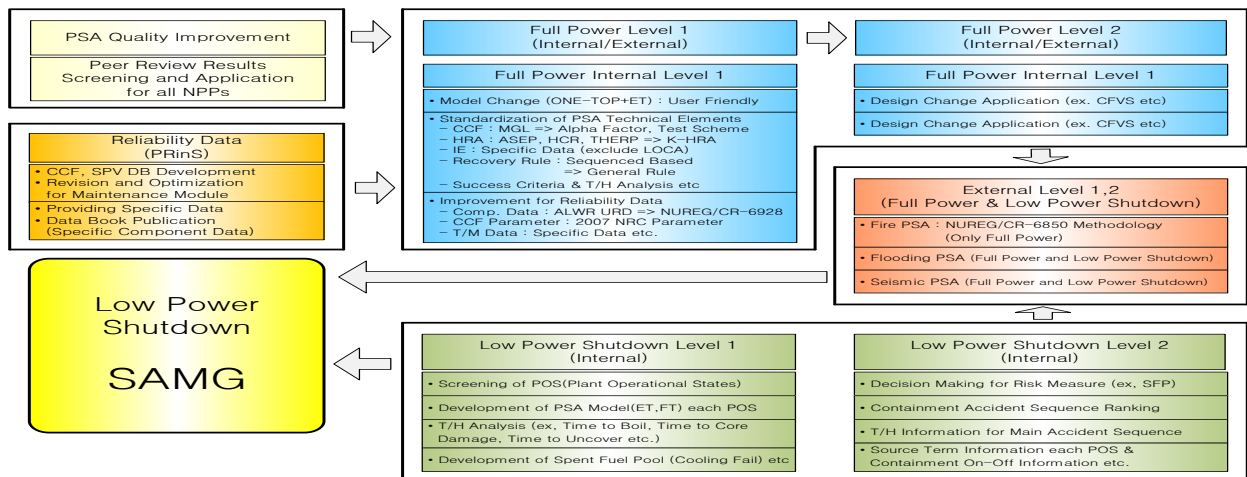 PSA Quality Improvement
Peer Review Results
Screening and Application
for all NPPs
Reliability Data
(PRinS)
• CCF, SPV DB Development
• Revision and Optimization
for Maintenance Module
• Providing Specific Data
• Data Book Pubication
(Specific Component Data)
Full Power Level 1
(Internal/External)
Full Power Internal Level 1
• Model Change (ONE-TOP+ET) : User Friendly
• Standardization of PSA Technical Elements
- CCF : MGL => Alpha Factor, Test Scheme
- HRA : ASEP, HCR, THERP => K-HRA
- IE : Specific Data (exclude LOCA)
- Recovery Rule : Sequenced Based
=> General Rule
- Success Criteria & T/H Analysis etc
• Improvement for Reliability Data
- Comp. Data : ALWR URD => NUREG/CR-6928
- CCF Parameter : 2007 NRC Parameter
- T/M Data : Specific Data etc.
Full Power Level 2
(Internal/External)
Full Power Internal Level 1
• Design Change Application (ex. CFVS etc)
• Design Change Application (ex. CFVS etc)
External Level 1,2
(Full Power & Low Power Shutdown)
• Fire PSA : NUREG/CR-6850 Methodology
(Only Full Power)
• Flooding PSA (Full Power and Low Power Shutdown)
• Seismic PSA (Full Power and Low Power Shutdown)
Low Power
Shutdown
SAMG
Low Power Shutdown Level 1
(Internal)
• Screening of POS(Plant Operational States)
• Development of PSA Model(ET,FT) each POS
• T/H Analysis (ex, Time to Boil, Time to Core
Damage, Time to Uncover etc.)
• Development of Spent Fuel Pool (Cooling Fail) etc
Low Power Shutdown Level 2
(Internal)
• Decision Making for Risk Measure (ex, SFP)
• Containment Accident Sequence Ranking
• T/H Information for Main Accident Sequence
• Source Term Information each POS &
Containment On-Off Information etc.